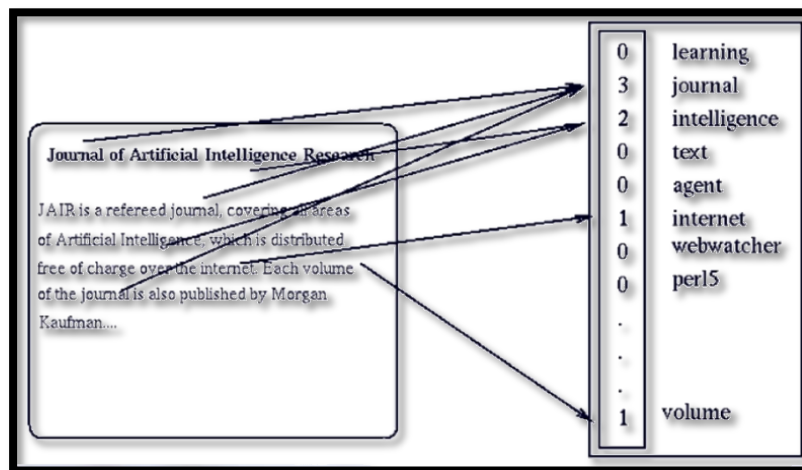 Journal of Artificial Intelligence Research
JAIR is a refereed journal, covering all areas
of Artificial Intelligence, which is distributed
free of charge over the internet. Each volume
of the journal is also published by Morgan
Kaufman....
0 learning
3 journal
2 intelligence
0 text
0 agent
1 internet
0 webwatcher
0 perl5
.
.
.
1 volume